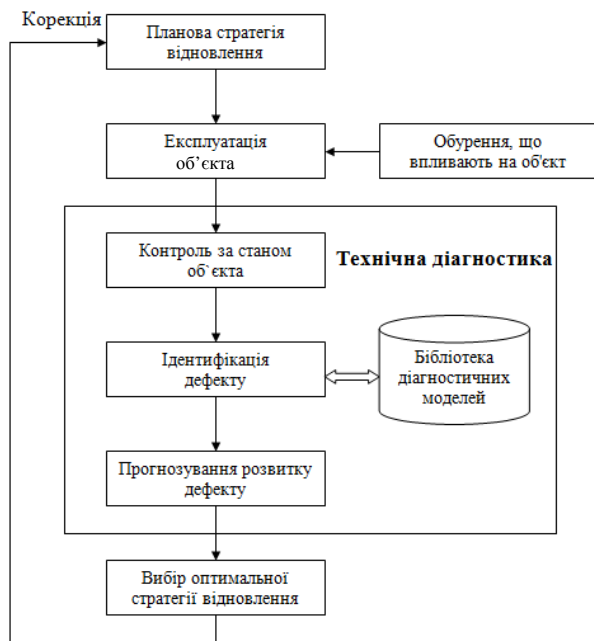 Корекція
Планова стратегія
відновлення
Експлуатація
об’єкта
Обурення, що
впливають на об'єкт
Контроль за станом
об`єкта
Технічна діагностика
Ідентифікація
дефекту
Бібліотека
діагностичних
моделей
Прогнозування розвитку
дефекту
Вибір оптимальної
стратегії відновлення